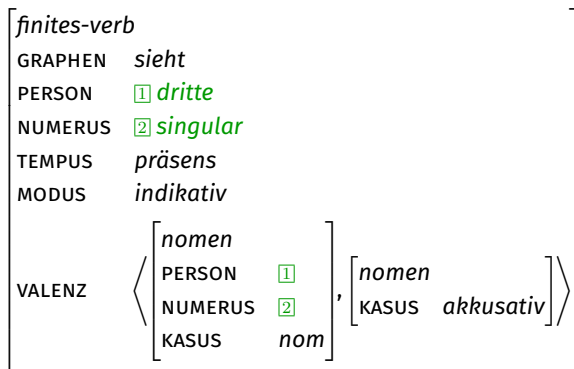 finites-verb
GRAPHEN sieht
PERSON 1 dritte
NUMERUS 2 singular
TEMPUS präsens
MODUS indikativ
VALENZ ⟨[nomen
PERSON 1
NUMERUS 2
KASUS nom], [nomen
KASUS akkusativ]⟩